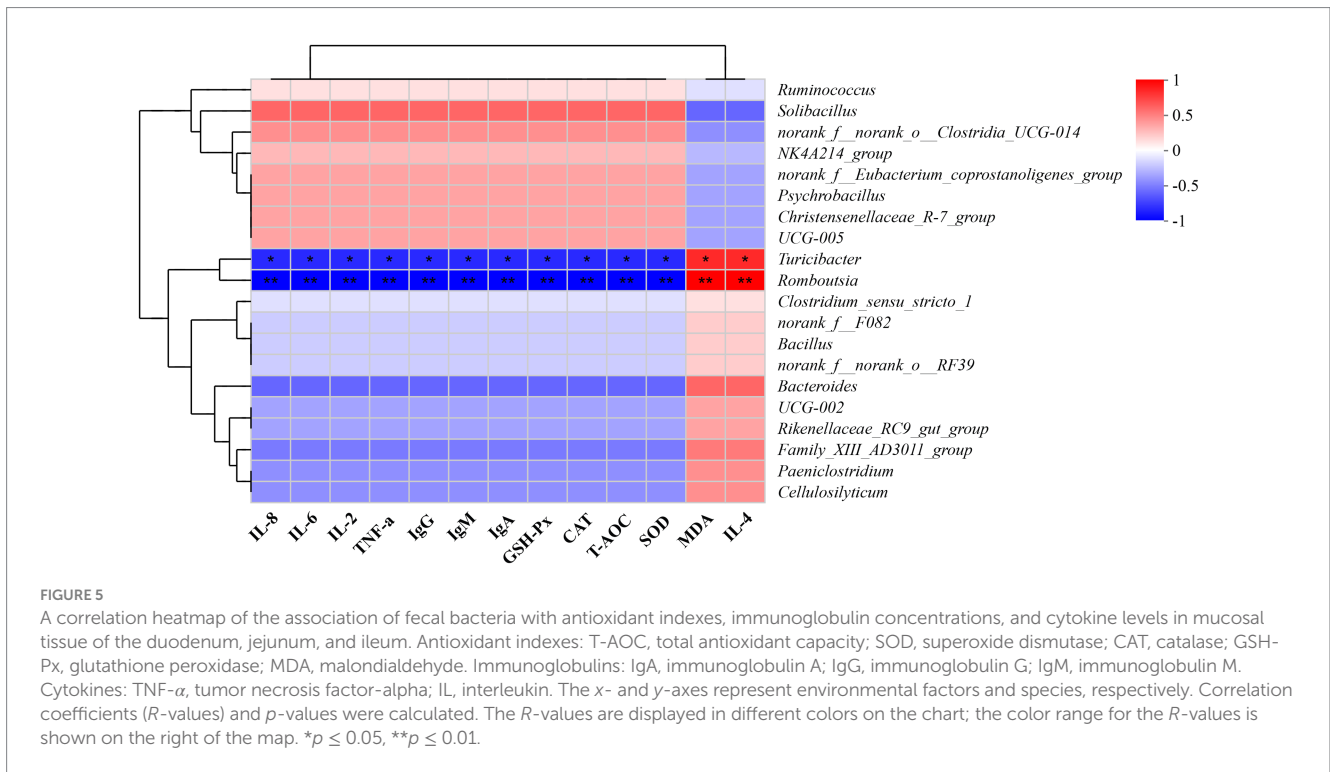 Ruminococcus
Solibacillus
norank_f__norank_o__Clostridia_UCG-014
NK4A214_group
norank_f__Eubacterium_coprostanoligenes_group
Psychrobacillus
Christensenellaceae_R-7_group
UCG-005
* * * * * * * * * * * * * Turicibacter
** ** ** ** ** ** ** ** ** ** ** ** ** Romboutsia
Clostridium_sensu_stricto_1
norank_f__F082
Bacillus
norank_f__norank_o__RF39
Bacteroides
UCG-002
Rikenellaceae_RC9_gut_group
Family_XIII_AD3011_group
Paeniclostridium
Cellulosilyticum
1
0.5
0
-0.5
-1
IL-8
IL-6
IL-2
TNF-a
IgG
IgM
IgA
GSH-Px
CAT
T-AOC
SOD
MDA
IL-4
FIGURE 5
A correlation heatmap of the association of fecal bacteria with antioxidant indexes, immunoglobulin concentrations, and cytokine levels in mucosal
tissue of the duodenum, jejunum, and ileum. Antioxidant indexes: T-AOC, total antioxidant capacity; SOD, superoxide dismutase; CAT, catalase; GSH-
Px, glutathione peroxidase; MDA, malondialdehyde. Immunoglobulins: IgA, immunoglobulin A; IgG, immunoglobulin G; IgM, immunoglobulin M.
Cytokines: TNF-α, tumor necrosis factor-alpha; IL, interleukin. The x- and y-axes represent environmental factors and species, respectively. Correlation
coefficients (R-values) and p-values were calculated. The R-values are displayed in different colors on the chart; the color range for the R-values is
shown on the right of the map. *p ≤ 0.05, **p ≤ 0.01.